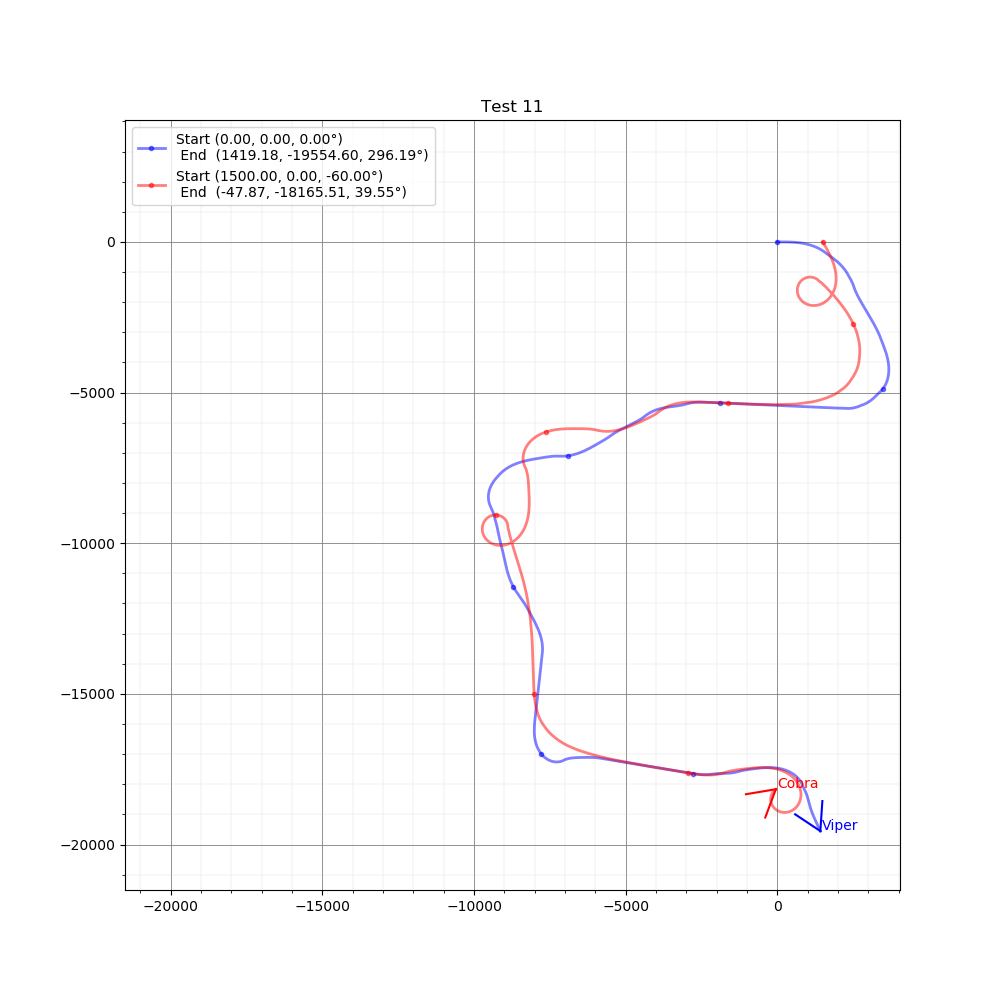 Test 11
Start (0.00, 0.00, 0.00°)
End  (1419.18, -19554.60, 296.19°)
Start (1500.00, 0.00, -60.00°)
End  (-47.87, -18165.51, 39.55°)
0
−5000
−10000
−15000
−20000
Cobra
Viper
−20000 −15000 −10000 −5000 0